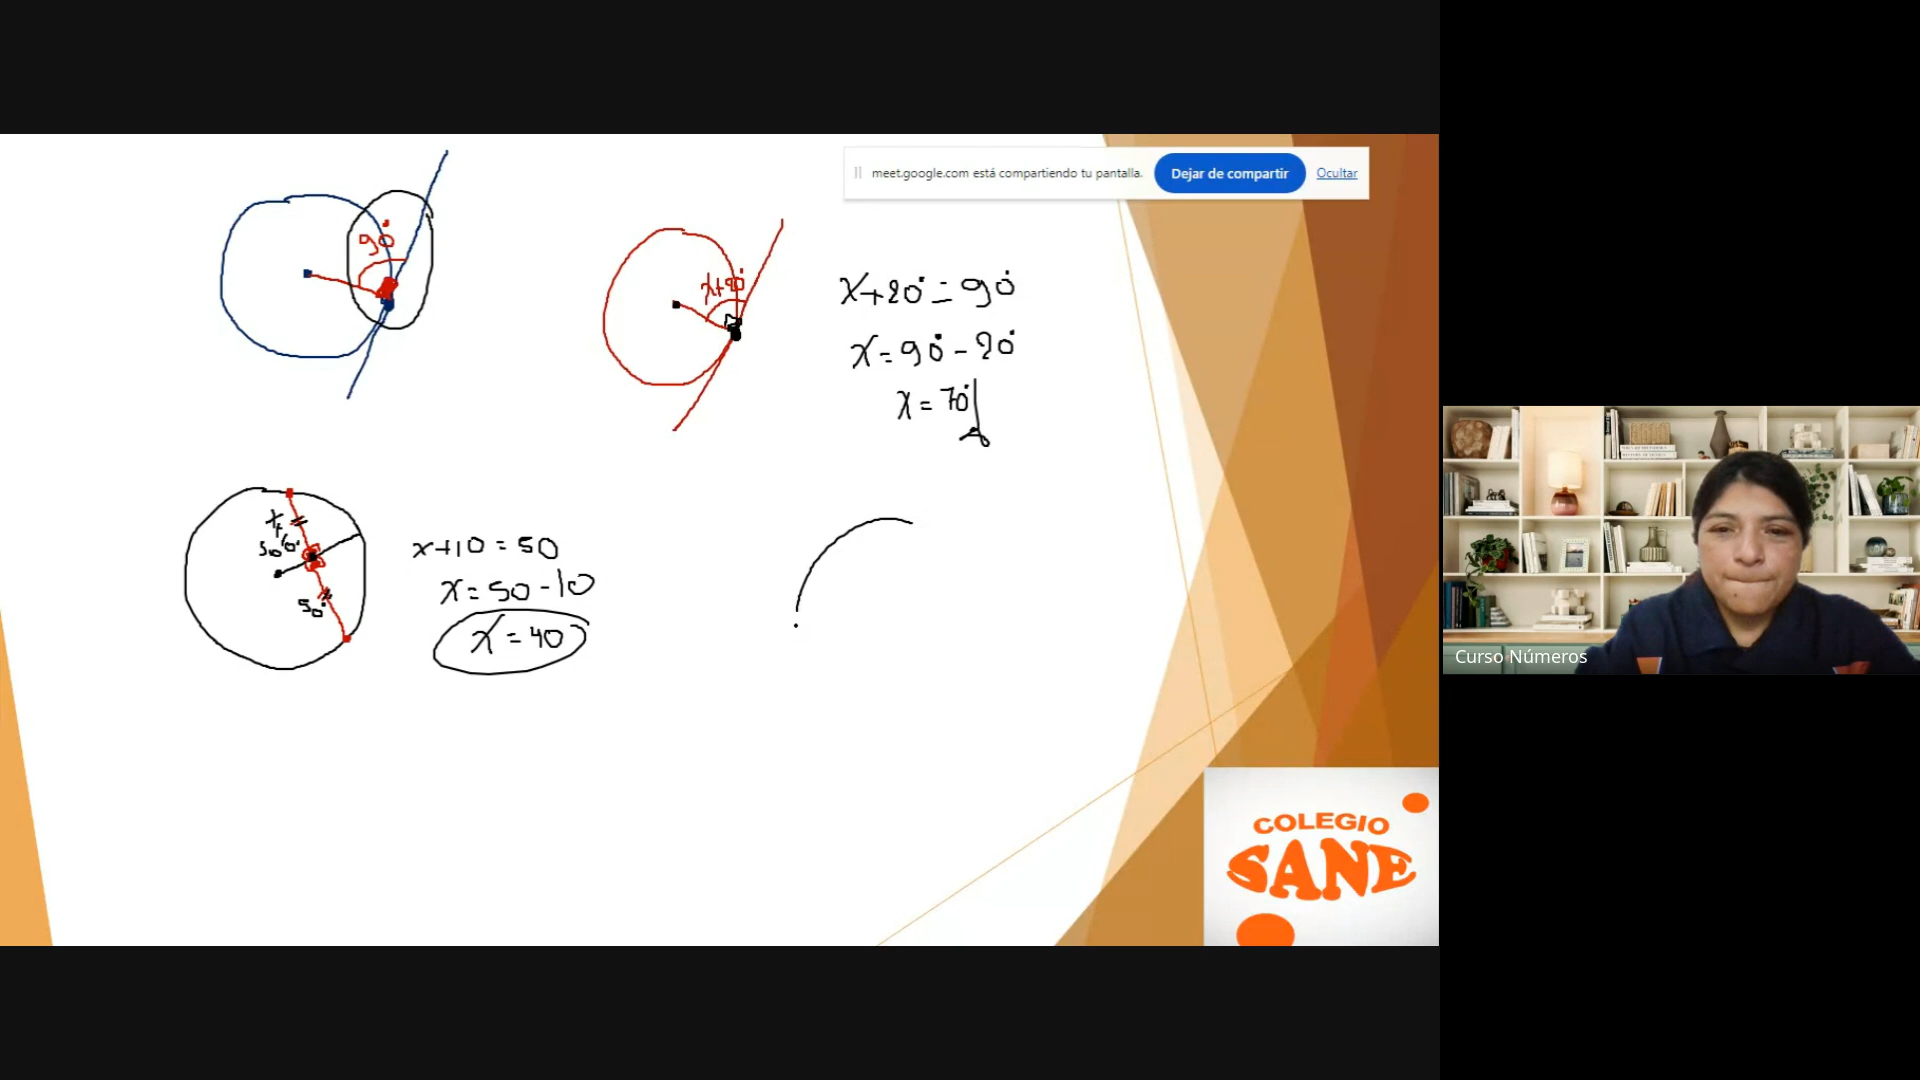 meet.google.com está compartiendo tu pantalla. Dejar de compartir Ocultar
90°
x+20°
x+20° = 90°
x = 90° - 20°
x = 70°
x+10 = 50
x = 50 - 10
x = 40
50°
Curso Números
COLEGIO
SANE